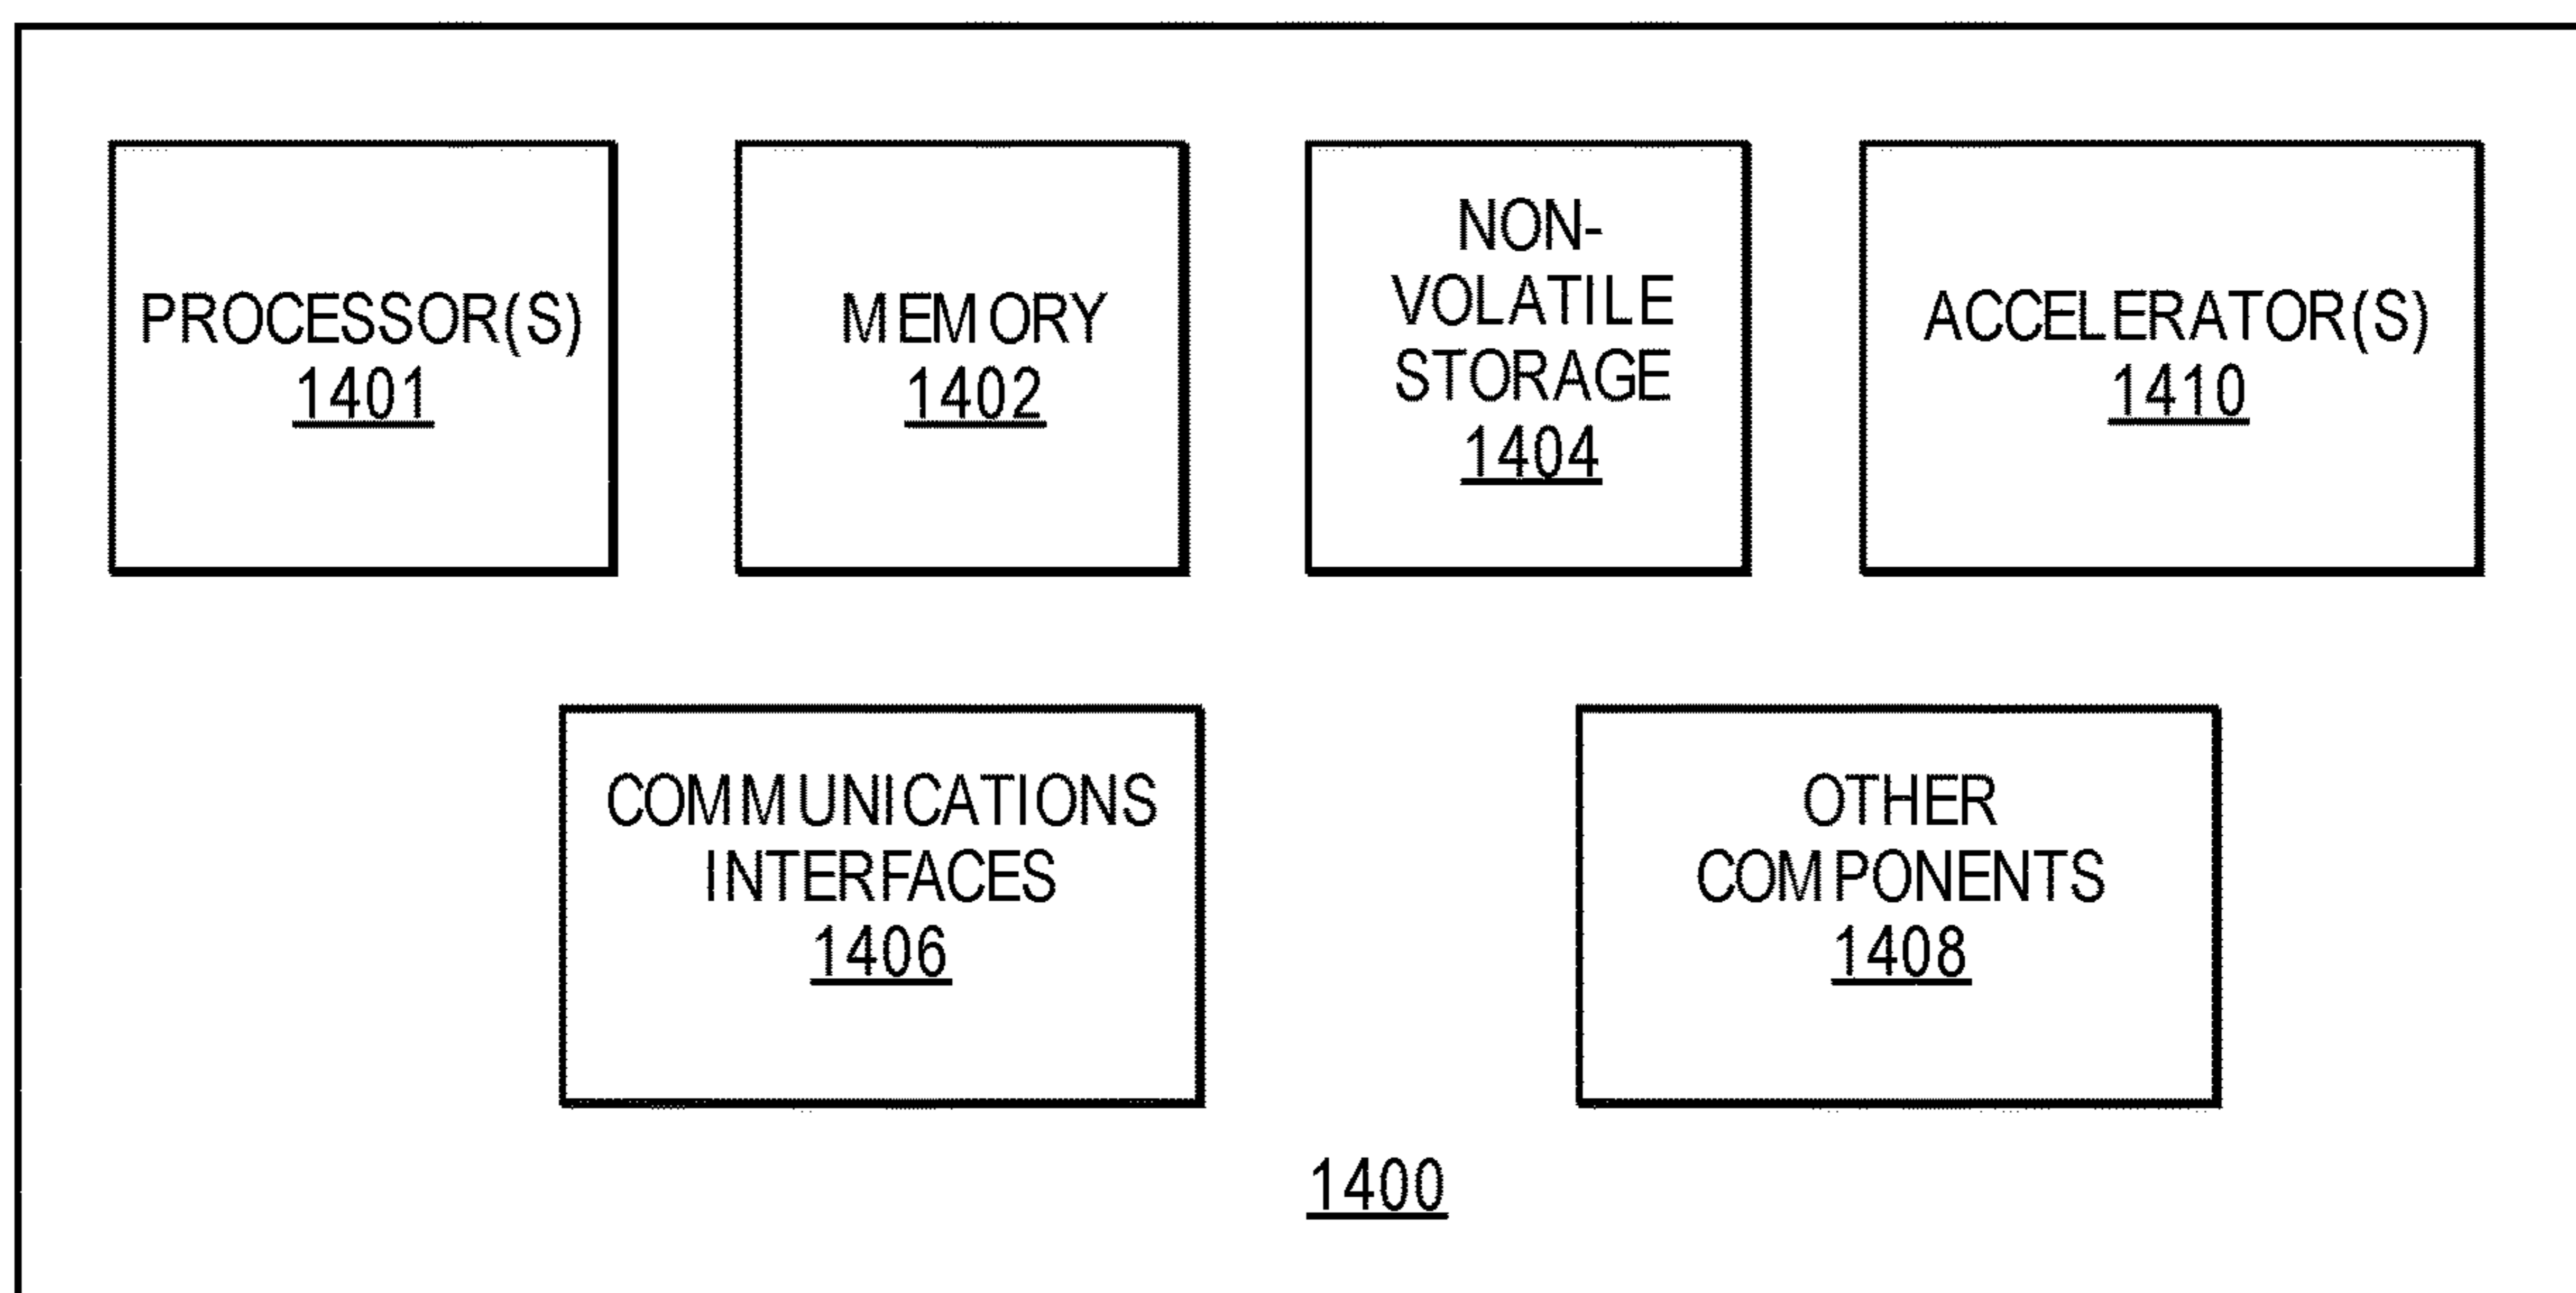 PROCESSOR(S)
1401
MEMORY
1402
NON-
VOLATILE
STORAGE
1404
ACCELERATOR(S)
1410
COMMUNICATIONS
INTERFACES
1406
OTHER
COMPONENTS
1408
1400